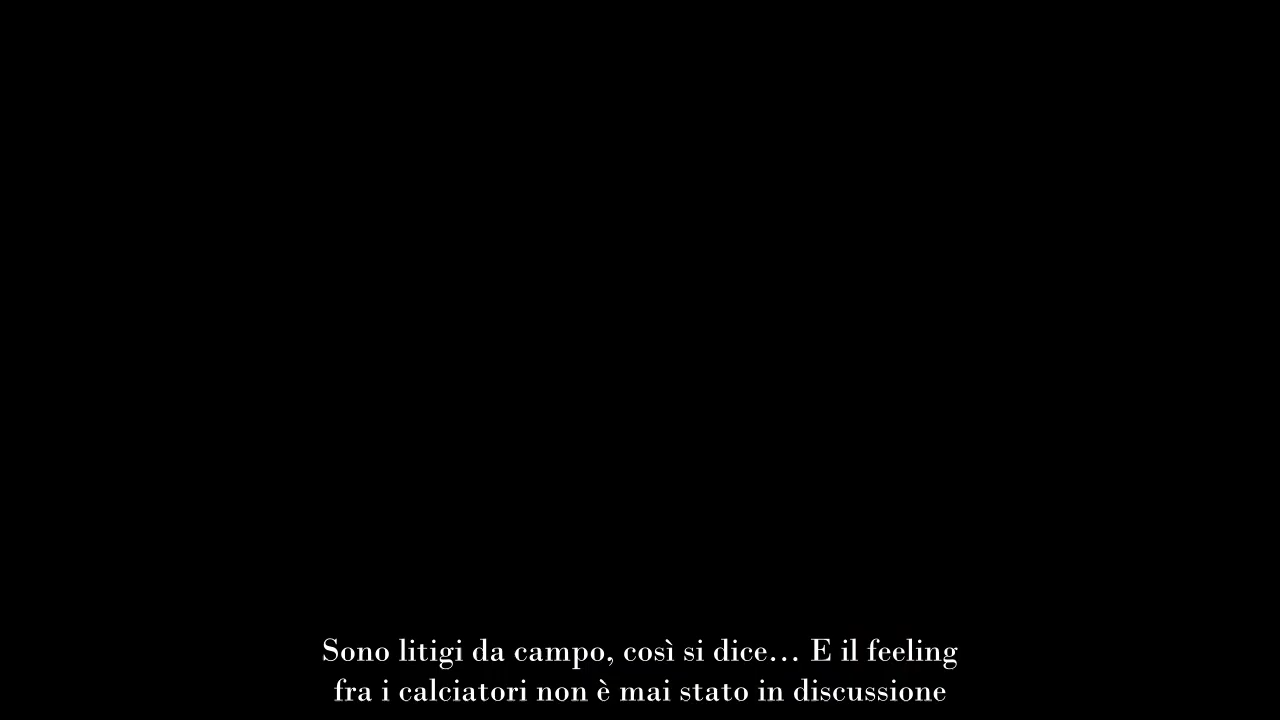 Sono litigi da campo, così si dice... E il feeling
fra i calciatori non è mai stato in discussione